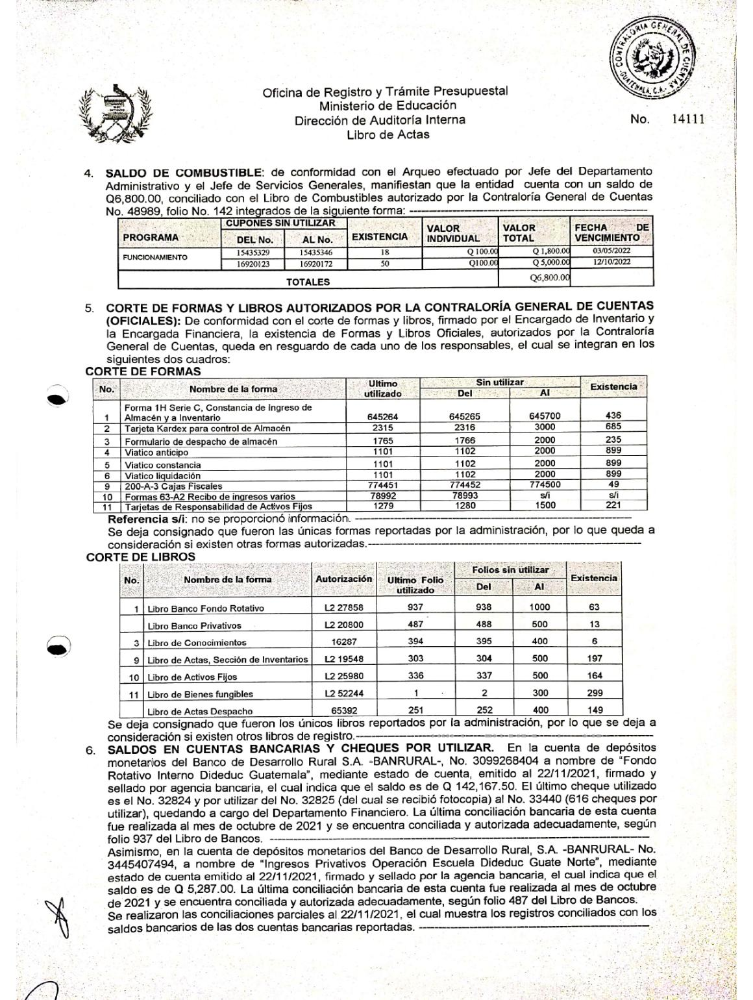 CONTRALORÍA GENERAL DE CUENTAS
GUATEMALA, C.A.
Oficina de Registro y Trámite Presupuestal
Ministerio de Educación
Dirección de Auditoría Interna
Libro de Actas
No. 14111
4. SALDO DE COMBUSTIBLE: de conformidad con el Arqueo efectuado por Jefe del Departamento
Administrativo y el Jefe de Servicios Generales, manifiestan que la entidad cuenta con un saldo de
Q6,800.00, conciliado con el Libro de Combustibles autorizado por la Contraloría General de Cuentas
No. 48989, folio No. 142 integrados de la siguiente forma: ----------
PROGRAMA CUPONES SIN UTILIZAR EXISTENCIA VALOR INDIVIDUAL VALOR TOTAL FECHA DE VENCIMIENTO
DEL No. AL No.
FUNCIONAMIENTO 15435329 15435346 18 Q 100.00 Q 1,800.00 03/05/2022
16920123 16920172 50 Q100.00 Q 5,000.00 12/10/2022
TOTALES Q6,800.00
5. CORTE DE FORMAS Y LIBROS AUTORIZADOS POR LA CONTRALORÍA GENERAL DE CUENTAS
(OFICIALES): De conformidad con el corte de formas y libros, firmado por el Encargado de Inventario y
la Encargada Financiera, la existencia de Formas y Libros Oficiales, autorizados por la Contraloría
General de Cuentas, queda en resguardo de cada uno de los responsables, el cual se integran en los
siguientes dos cuadros:
CORTE DE FORMAS
No. Nombre de la forma Ultimo utilizado Sin utilizar Existencia
Del Al
Forma 1H Serie C, Constancia de Ingreso de
1 Almacén y a Inventario 645264 645265 645700 436
2 Tarjeta Kardex para control de Almacén 2315 2316 3000 685
3 Formulario de despacho de almacén 1765 1766 2000 235
4 Viatico anticipo 1101 1102 2000 899
5 Viatico constancia 1101 1102 2000 899
6 Viatico liquidación 1101 1102 2000 899
9 200-A-3 Cajas Fiscales 774451 774452 774500 49
10 Formas 63-A2 Recibo de ingresos varios 78992 78993 s/i s/i
11 Tarjetas de Responsabilidad de Activos Fijos 1279 1280 1500 221
Referencia s/i: no se proporcionó información. ----------
Se deja consignado que fueron las únicas formas reportadas por la administración, por lo que queda a
consideración si existen otras formas autorizadas.----------
CORTE DE LIBROS
No. Nombre de la forma Autorización Ultimo Folio utilizado Folios sin utilizar Existencia
Del Al
1 Libro Banco Fondo Rotativo L2 27858 937 938 1000 63
Libro Banco Privativos L2 20800 487 488 500 13
3 Libro de Conocimientos 16287 394 395 400 6
9 Libro de Actas, Sección de Inventarios L2 19548 303 304 500 197
10 Libro de Activos Fijos L2 25980 336 337 500 164
11 Libro de Bienes fungibles L2 52244 1 2 300 299
Libro de Actas Despacho 65392 251 252 400 149
Se deja consignado que fueron los únicos libros reportados por la administración, por lo que se deja a
consideración si existen otros libros de registro.----------
6. SALDOS EN CUENTAS BANCARIAS Y CHEQUES POR UTILIZAR. En la cuenta de depósitos
monetarios del Banco de Desarrollo Rural S.A. -BANRURAL-, No. 3099268404 a nombre de “Fondo
Rotativo Interno Dideduc Guatemala”, mediante estado de cuenta, emitido al 22/11/2021, firmado y
sellado por agencia bancaria, el cual indica que el saldo es de Q 142,167.50. El último cheque utilizado
es el No. 32824 y por utilizar del No. 32825 (del cual se recibió fotocopia) al No. 33440 (616 cheques por
utilizar), quedando a cargo del Departamento Financiero. La última conciliación bancaria de esta cuenta
fue realizada al mes de octubre de 2021 y se encuentra conciliada y autorizada adecuadamente, según
folio 937 del Libro de Bancos. ----------
Asimismo, en la cuenta de depósitos monetarios del Banco de Desarrollo Rural, S.A. -BANRURAL- No.
3445407494, a nombre de “Ingresos Privativos Operación Escuela Dideduc Guate Norte”, mediante
estado de cuenta emitido al 22/11/2021, firmado y sellado por la agencia bancaria, el cual indica que el
saldo es de Q 5,287.00. La última conciliación bancaria de esta cuenta fue realizada al mes de octubre
de 2021 y se encuentra conciliada y autorizada adecuadamente, según folio 487 del Libro de Bancos.
Se realizaron las conciliaciones parciales al 22/11/2021, el cual muestra los registros conciliados con los
saldos bancarios de las dos cuentas bancarias reportadas. ----------